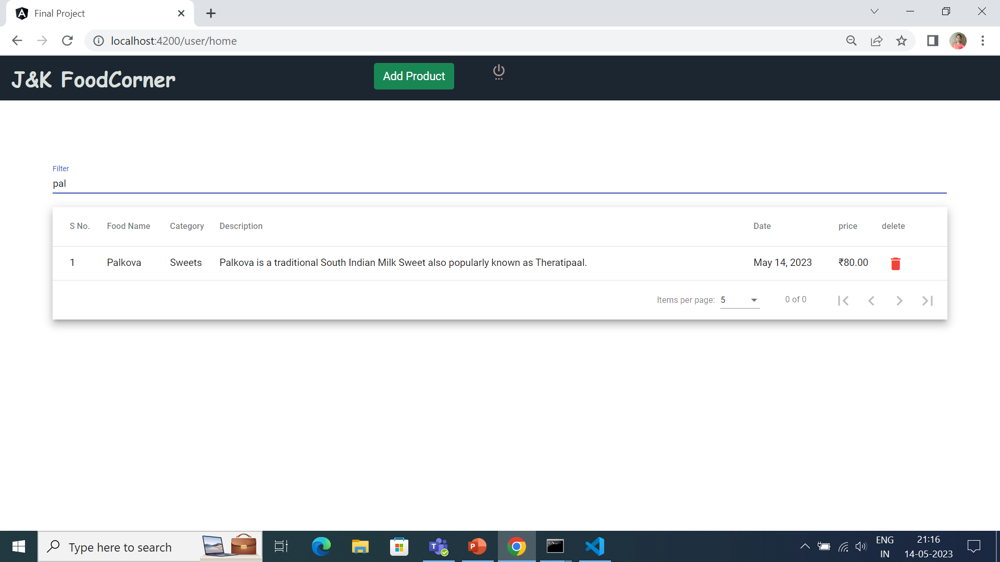 Final Project
localhost:4200/user/home
J&K FoodCorner
Add Product
Filter
pal
S No. Food Name Category Description Date price delete
1 Palkova Sweets Palkova is a traditional South Indian Milk Sweet also popularly known as Theratipaal. May 14, 2023 ₹80.00
Items per page: 5 0 of 0
Type here to search
ENG
IN
21:16
14-05-2023